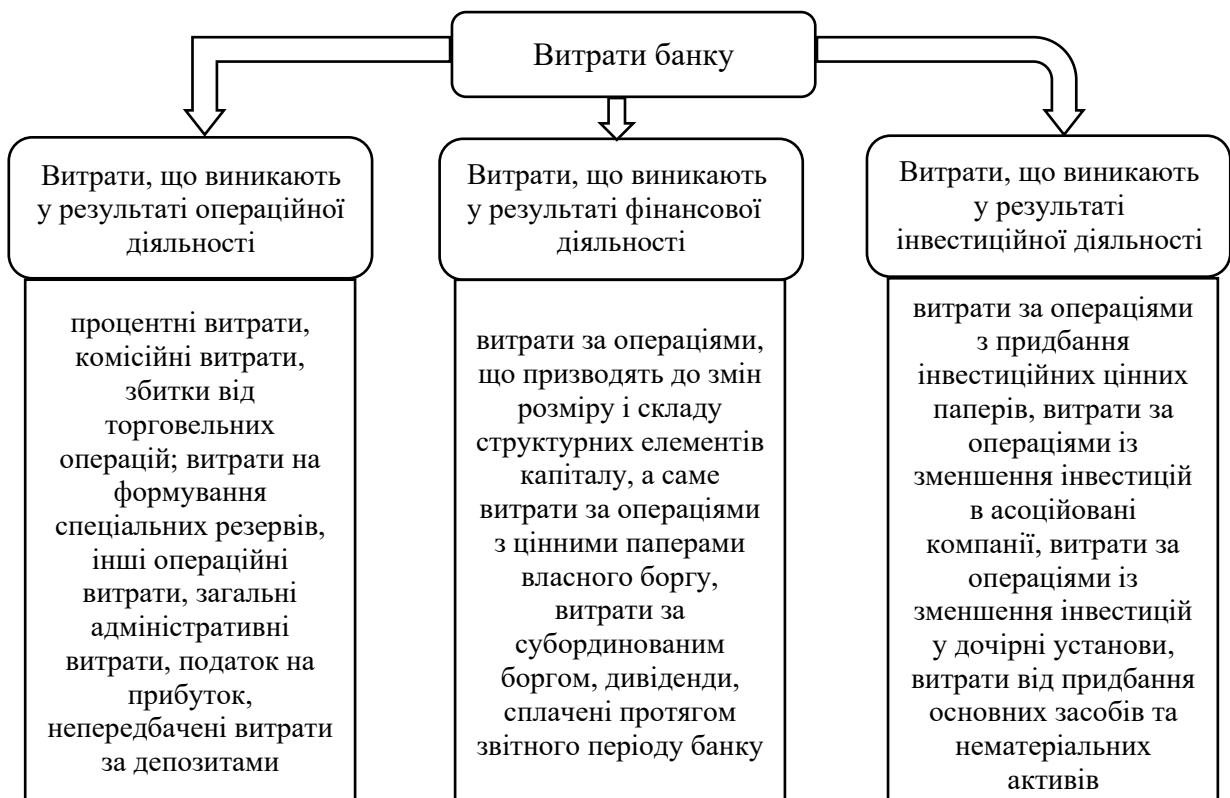 Витрати банку
Витрати, що виникають
у результаті операційної
діяльності
процентні витрати,
комісійні витрати,
збитки від
торговельних
операцій; витрати на
формування
спеціальних резервів,
інші операційні
витрати, загальні
адміністративні
витрати, податок на
прибуток,
непередбачені витрати
за депозитами
Витрати, що виникають
у результаті фінансової
діяльності
витрати за операціями,
що призводять до змін
розміру і складу
структурних елементів
капіталу, а саме
витрати за операціями
з цінними паперами
власного боргу,
витрати за
субординованим
боргом, дивіденди,
сплачені протягом
звітного періоду банку
Витрати, що виникають
у результаті
інвестиційної діяльності
витрати за операціями
з придбання
інвестиційних цінних
паперів, витрати за
операціями із
зменшення інвестицій
в асоційовані
компанії, витрати за
операціями із
зменшення інвестицій
у дочірні установи,
витрати від придбання
основних засобів та
нематеріальних
активів